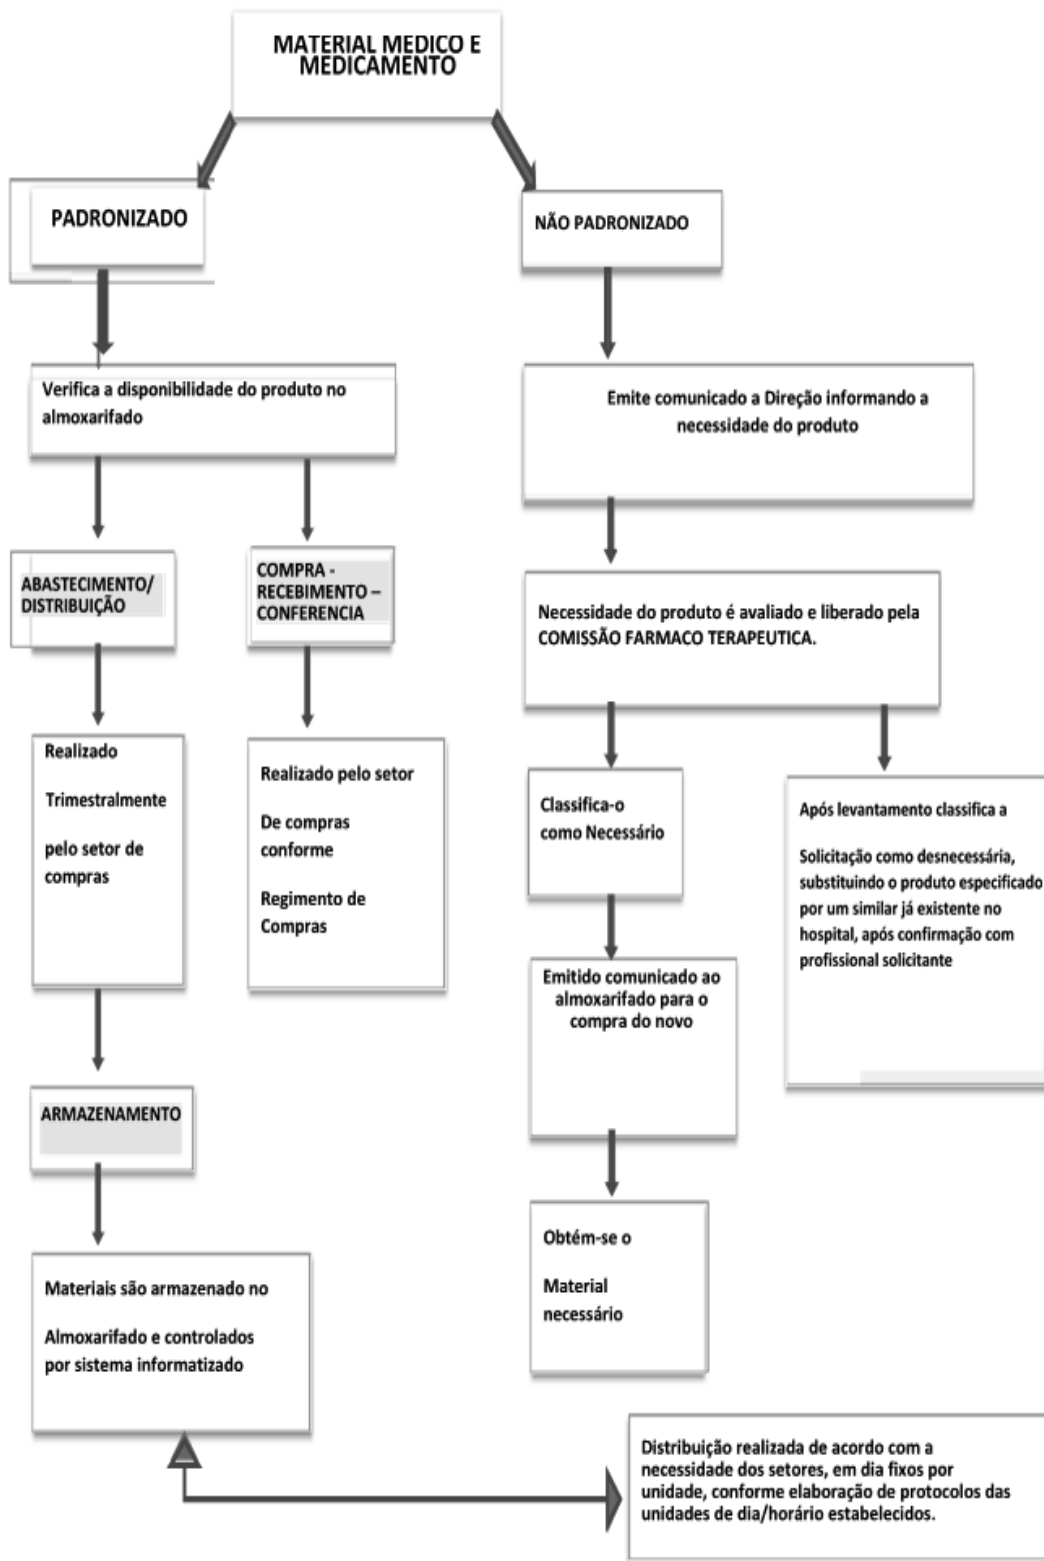 MATERIAL MEDICO E
MEDICAMENTO
PADRONIZADO
NÃO PADRONIZADO
Verifica a disponibilidade do produto no
almoxarifado
Emite comunicado a Direção informando a
necessidade do produto
ABASTECIMENTO/
DISTRIBUIÇÃO
COMPRA -
RECEBIMENTO –
CONFERENCIA
Necessidade do produto é avaliado e liberado pela
COMISSÃO FARMACO TERAPEUTICA.
Realizado
Trimestralmente
pelo setor de
compras
Realizado pelo setor
De compras
conforme
Regimento de
Compras
Classifica-o
como Necessário
Após levantamento classifica a
Solicitação como desnecessária,
substituindo o produto especificado
por um similar já existente no
hospital, após confirmação com
profissional solicitante
Emitido comunicado ao
almoxarifado para o
compra do novo
ARMAZENAMENTO
Obtém-se o
Material
necessário
Materiais são armazenado no
Almoxarifado e controlados
por sistema informatizado
Distribuição realizada de acordo com a
necessidade dos setores, em dia fixos por
unidade, conforme elaboração de protocolos das
unidades de dia/horário estabelecidos.